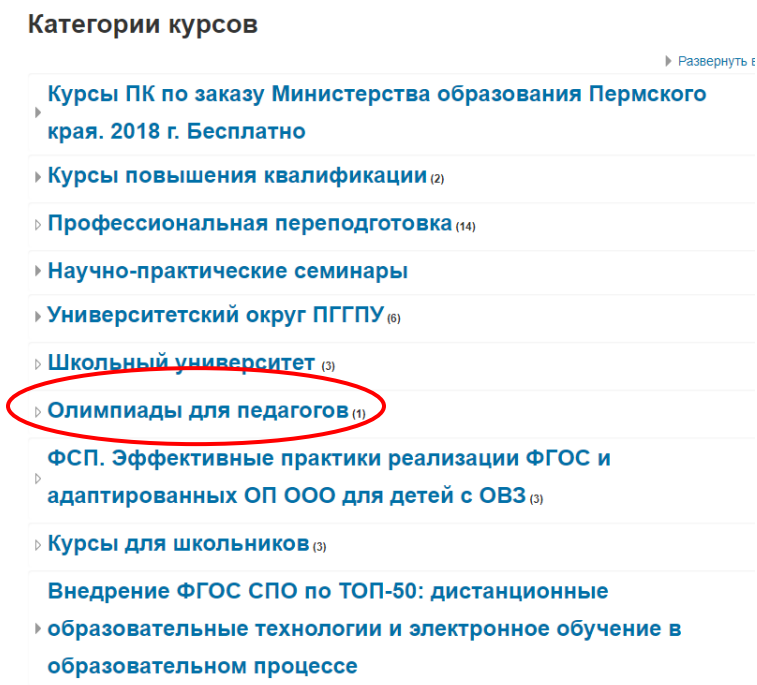 Категории курсов
Развернуть в
Курсы ПК по заказу Министерства образования Пермского
края. 2018 г. Бесплатно
Курсы повышения квалификации (2)
Профессиональная переподготовка (14)
Научно-практические семинары
Университетский округ ПГГПУ (6)
Школьный университет (3)
Олимпиады для педагогов (1)
ФСП. Эффективные практики реализации ФГОС и
адаптированных ОП ООО для детей с ОВЗ (3)
Курсы для школьников (3)
Внедрение ФГОС СПО по ТОП-50: дистанционные
образовательные технологии и электронное обучение в
образовательном процессе